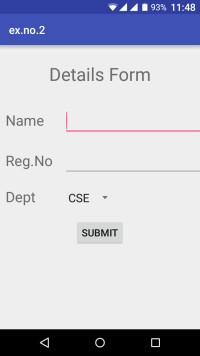 93% 11:48
ex.no.2
Details Form
Name
Reg.No
Dept CSE
SUBMIT